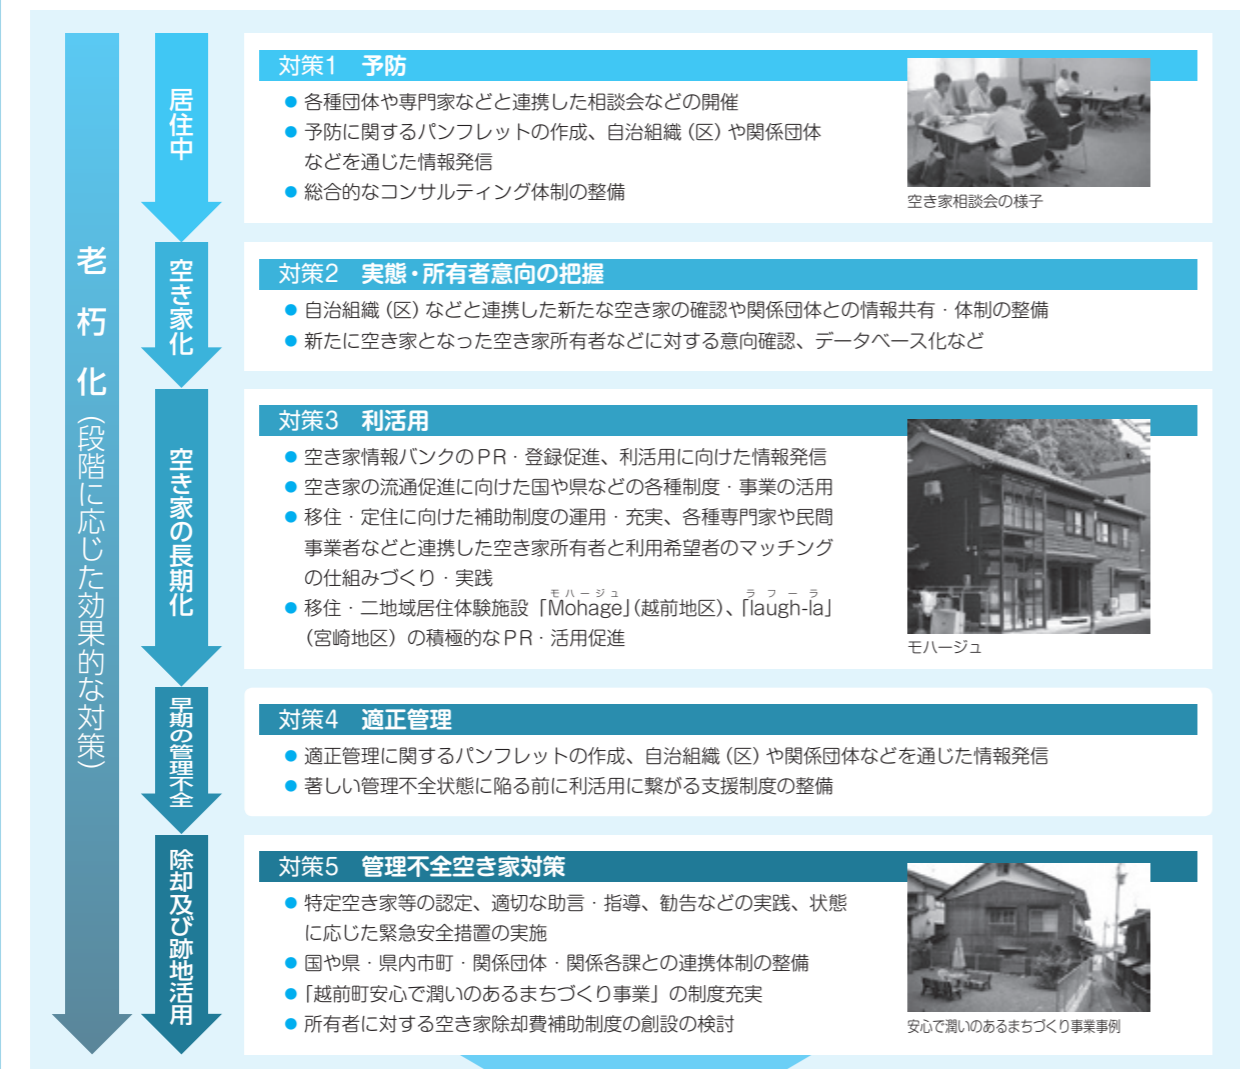 老朽化（段階に応じた効果的な対策）
居住中
対策1 予防
● 各種団体や専門家などと連携した相談会などの開催
● 予防に関するパンフレットの作成、自治組織（区）や関係団体
などを通じた情報発信
● 総合的なコンサルティング体制の整備
空き家相談会の様子
空き家化
対策2 実態・所有者意向の把握
● 自治組織（区）などと連携した新たな空き家の確認や関係団体との情報共有・体制の整備
● 新たに空き家となった空き家所有者などに対する意向確認、データベース化など
空き家の長期化
対策3 利活用
● 空き家情報バンクのPR・登録促進、利活用に向けた情報発信
● 空き家の流通促進に向けた国や県などの各種制度・事業の活用
● 移住・定住に向けた補助制度の運用・充実、各種専門家や民間
事業者などと連携した空き家所有者と利用希望者のマッチング
の仕組みづくり・実践
モハージュ ラフーラ
● 移住・二地域居住体験施設「Mohage」（越前地区）、「laugh-la」
（宮崎地区）の積極的なPR・活用促進
モハージュ
早期の管理不全
対策4 適正管理
● 適正管理に関するパンフレットの作成、自治組織（区）や関係団体などを通じた情報発信
● 著しい管理不全状態に陥る前に利活用に繋がる支援制度の整備
除却及び跡地活用
対策5 管理不全空き家対策
● 特定空き家等の認定、適切な助言・指導、勧告などの実践、状態
に応じた緊急安全措置の実施
● 国や県・県内市町・関係団体・関係各課との連携体制の整備
● 「越前町安心で潤いのあるまちづくり事業」の制度充実
● 所有者に対する空き家除却費補助制度の創設の検討
安心で潤いのあるまちづくり事業事例